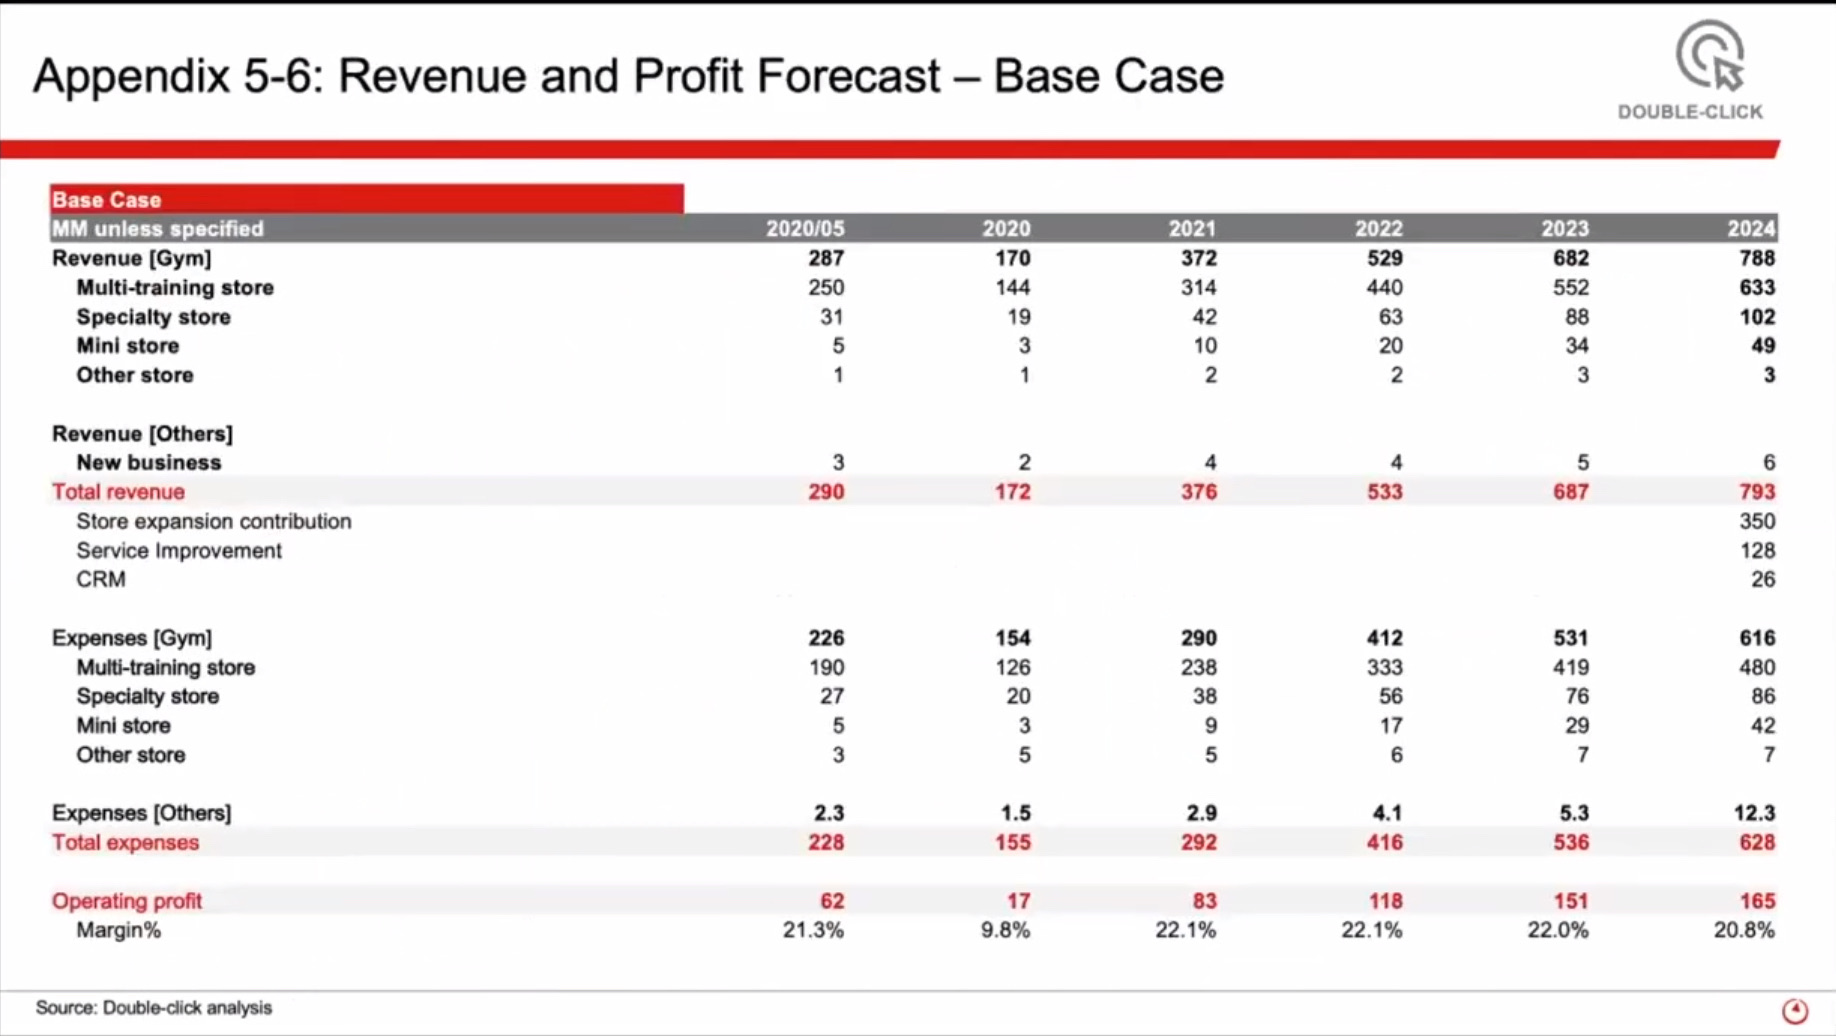 Appendix 5-6: Revenue and Profit Forecast – Base Case
DOUBLE-CLICK
Base Case
MM unless specified 2020/05 2020 2021 2022 2023 2024
Revenue [Gym] 287 170 372 529 682 788
Multi-training store 250 144 314 440 552 633
Specialty store 31 19 42 63 88 102
Mini store 5 3 10 20 34 49
Other store 1 1 2 2 3 3
Revenue [Others]
New business 3 2 4 4 5 6
Total revenue 290 172 376 533 687 793
Store expansion contribution 350
Service Improvement 128
CRM 26
Expenses [Gym] 226 154 290 412 531 616
Multi-training store 190 126 238 333 419 480
Specialty store 27 20 38 56 76 86
Mini store 5 3 9 17 29 42
Other store 3 5 5 6 7 7
Expenses [Others] 2.3 1.5 2.9 4.1 5.3 12.3
Total expenses 228 155 292 416 536 628
Operating profit 62 17 83 118 151 165
Margin% 21.3% 9.8% 22.1% 22.1% 22.0% 20.8%
Source: Double-click analysis